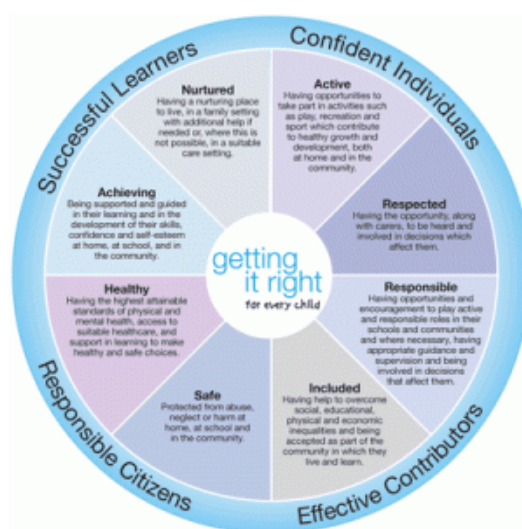 Successful Learners
Confident Individuals
Nurtured
Having a nurturing place
to live, in a family setting
with additional help if
needed or, where this is
not possible, in a suitable
care setting.
Active
Having opportunities to
take part in activities such
as play, recreation and
sport which contribute
to healthy growth and
development, both
at home and in the
community.
Achieving
Being supported and guided
in their learning and in the
development of their skills,
confidence and self-esteem
at home, at school, and in
the community.
Respected
Having the opportunity, along
with carers, to be heard and
involved in decisions which
affect them.
getting
it right
for every child
Healthy
Having the highest attainable
standards of physical and
mental health, access to
suitable healthcare, and
support in learning to make
healthy and safe choices.
Responsible
Having opportunities and
encouragement to play active
and responsible roles in their
schools and communities
and where necessary, having
appropriate guidance and
supervision and being
involved in decisions
that affect them.
Safe
Protected from abuse,
neglect or harm at
home, at school and
in the community.
Included
Having help to overcome
social, educational,
physical and economic
inequalities and being
accepted as part of the
community in which they
live and learn.
Responsible Citizens
Effective Contributors